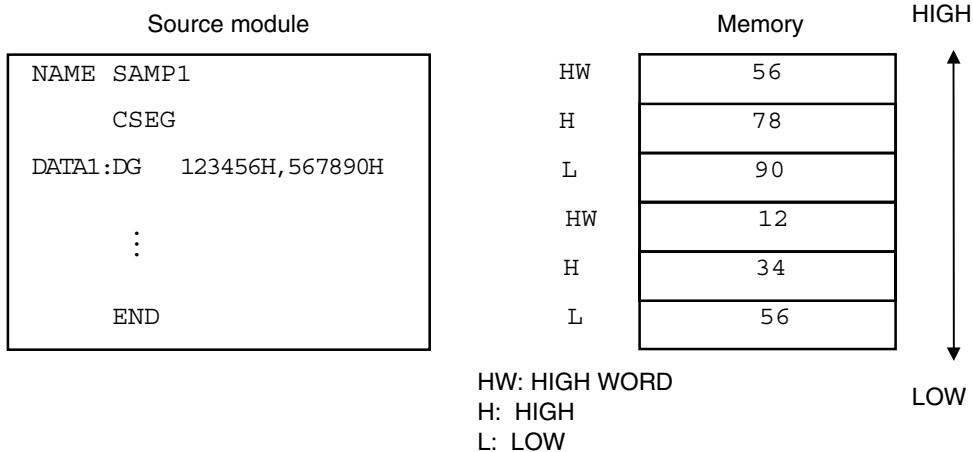 Source module
NAME SAMP1
CSEG
DATA1:DG 123456H,567890H
⋮
END
Memory
HIGH
HW 56
H 78
L 90
HW 12
H 34
L 56
LOW
HW: HIGH WORD
H: HIGH
L: LOW